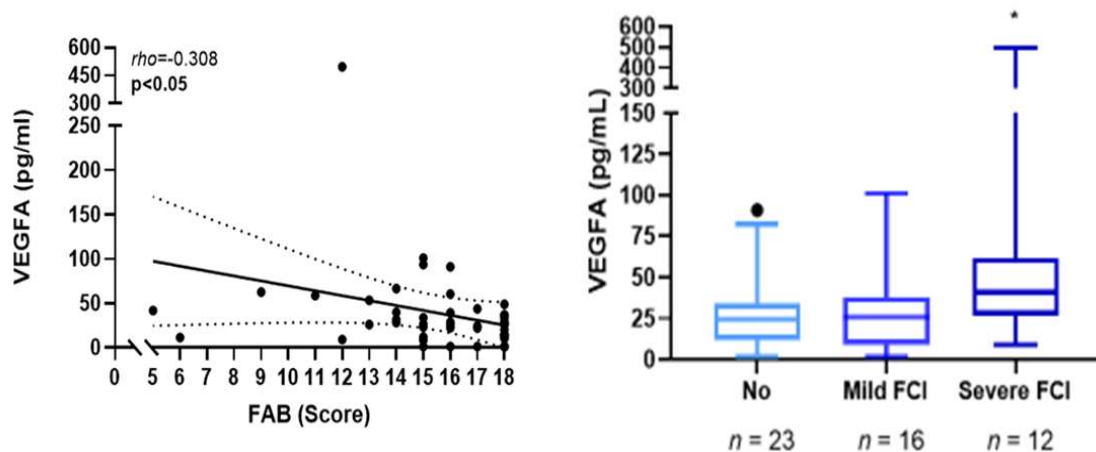 rho=-0.308
p<0.05
VEGFA (pg/ml)
600
450
300
250
200
150
100
50
0
0 5 6 7 8 9 10 11 12 13 14 15 16 17 18
FAB (Score)
*
VEGFA (pg/mL)
600
500
400
300
150
125
100
75
50
25
0
No Mild FCI Severe FCI
n = 23 n = 16 n = 12